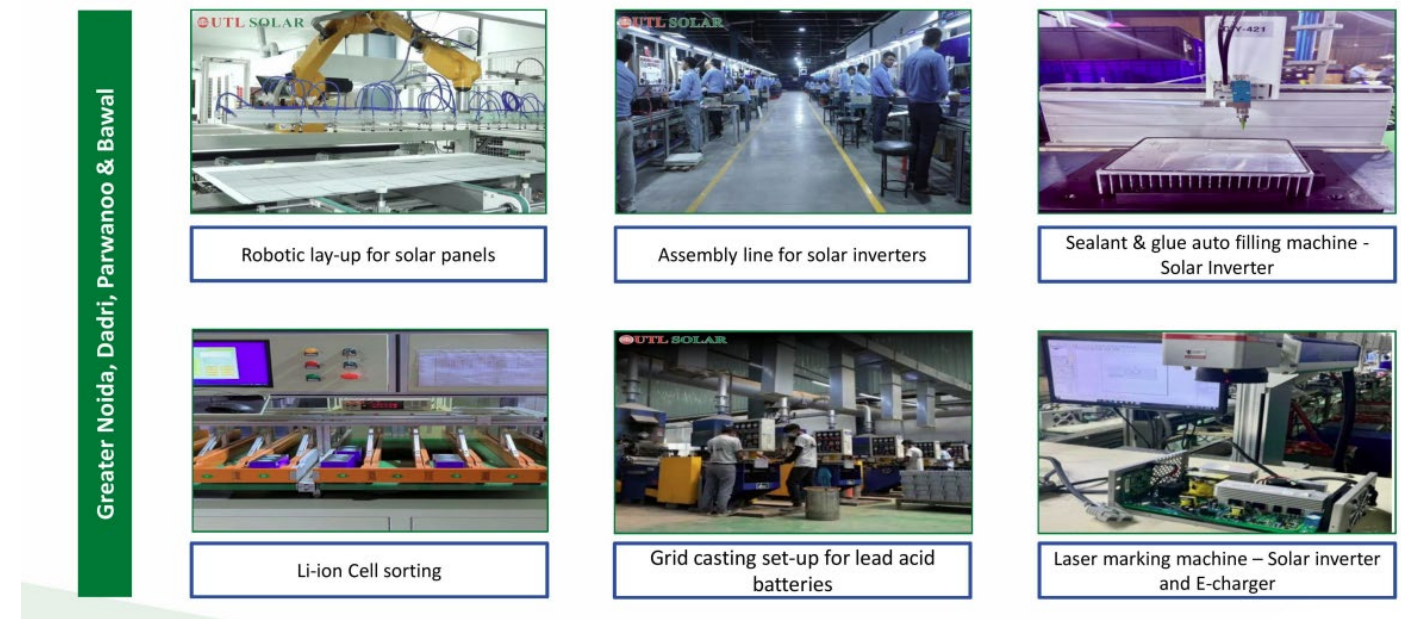 Greater Noida, Dadri, Parwanoo & Bawal
UTL SOLAR
UTL SOLAR
Robotic lay-up for solar panels
Assembly line for solar inverters
Sealant & glue auto filling machine -
Solar Inverter
UTL SOLAR
Li-ion Cell sorting
Grid casting set-up for lead acid
batteries
Laser marking machine – Solar inverter
and E-charger